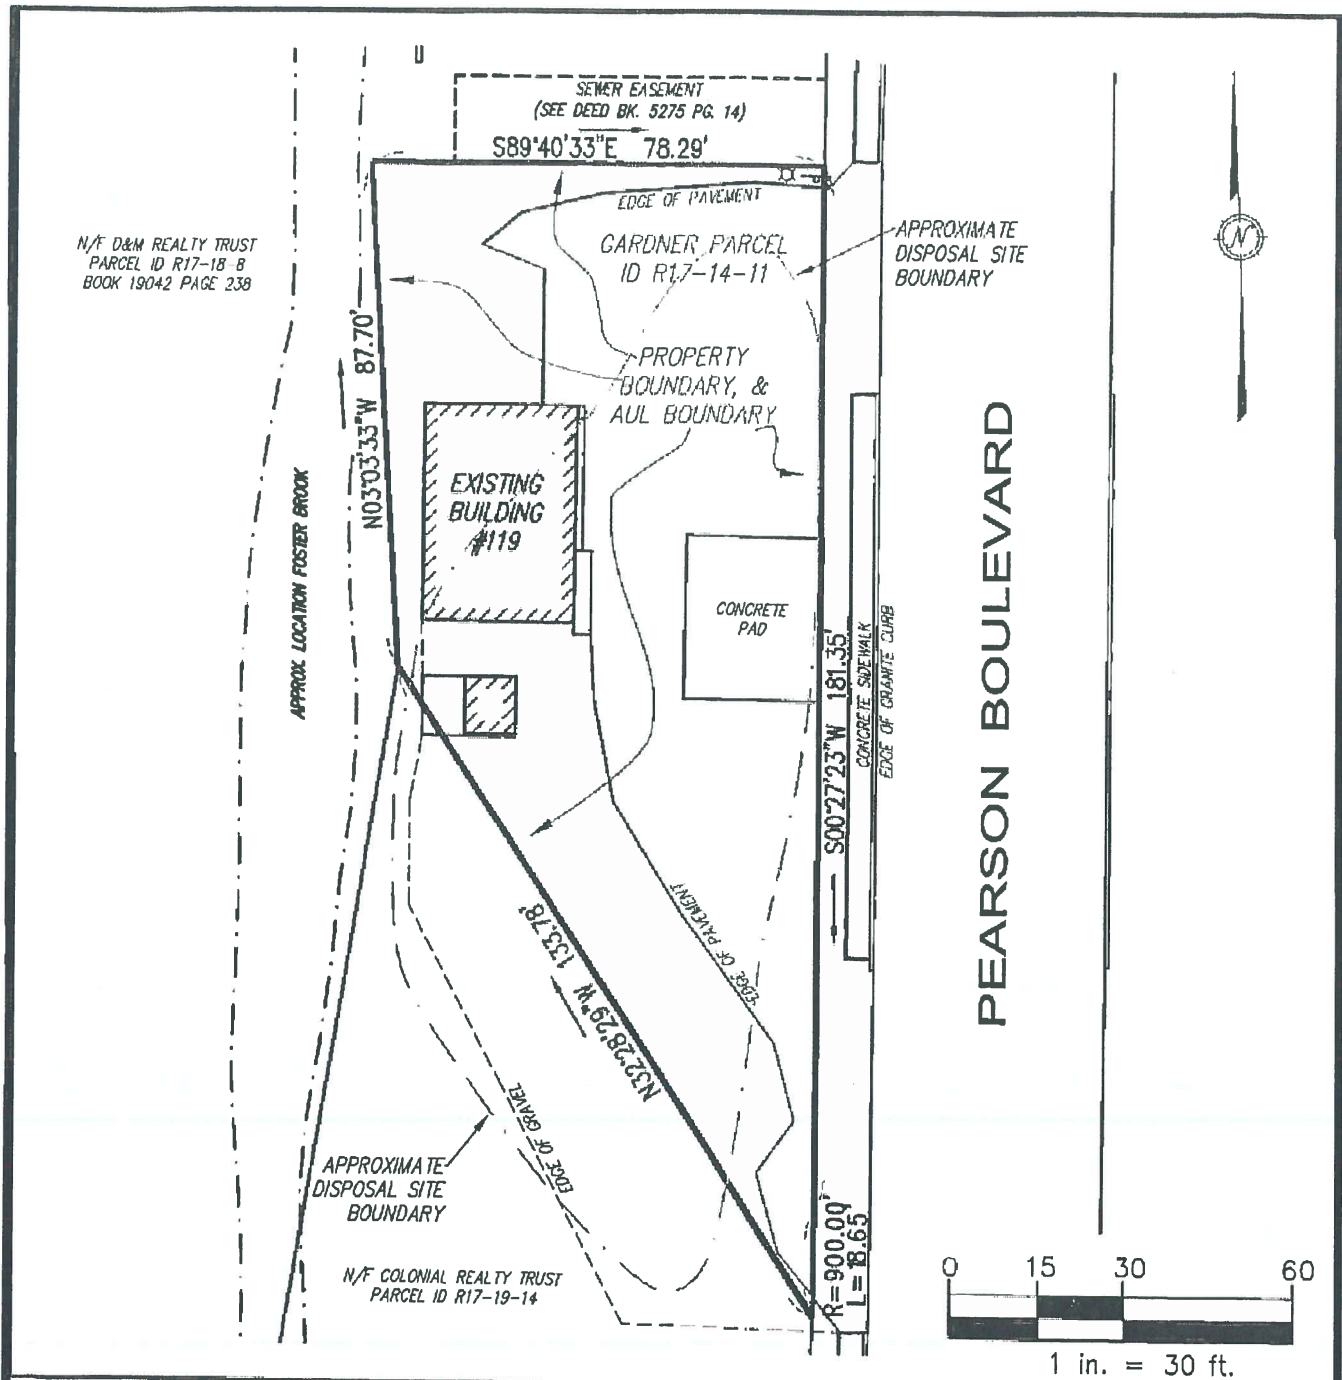 SEWER EASEMENT
(SEE DEED BK. 5275 PG. 14)
S89°40'33"E 78.29'
EDGE OF PAVEMENT
N/F D&M REALTY TRUST
PARCEL ID R17-18-8
BOOK 19042 PAGE 238
GARDNER PARCEL
ID R17-14-11
APPROXIMATE
DISPOSAL SITE
BOUNDARY
N
N03°03'33"W 87.70'
PROPERTY
BOUNDARY, &
AUL BOUNDARY
APPROX. LOCATION FOSTER BROOK
EXISTING
BUILDING
#119
CONCRETE
PAD
S00°27'23"W 181.35'
CONCRETE SIDEWALK
EDGE OF GRANITE CURB
PEARSON BOULEVARD
EDGE OF PAVEMENT
N32°28'29"W 133.78'
EDGE OF GRAVEL
APPROXIMATE
DISPOSAL SITE
BOUNDARY
N/F COLONIAL REALTY TRUST
PARCEL ID R17-19-14
R=900.00'
L=18.65
0 15 30 60
1 in. = 30 ft.